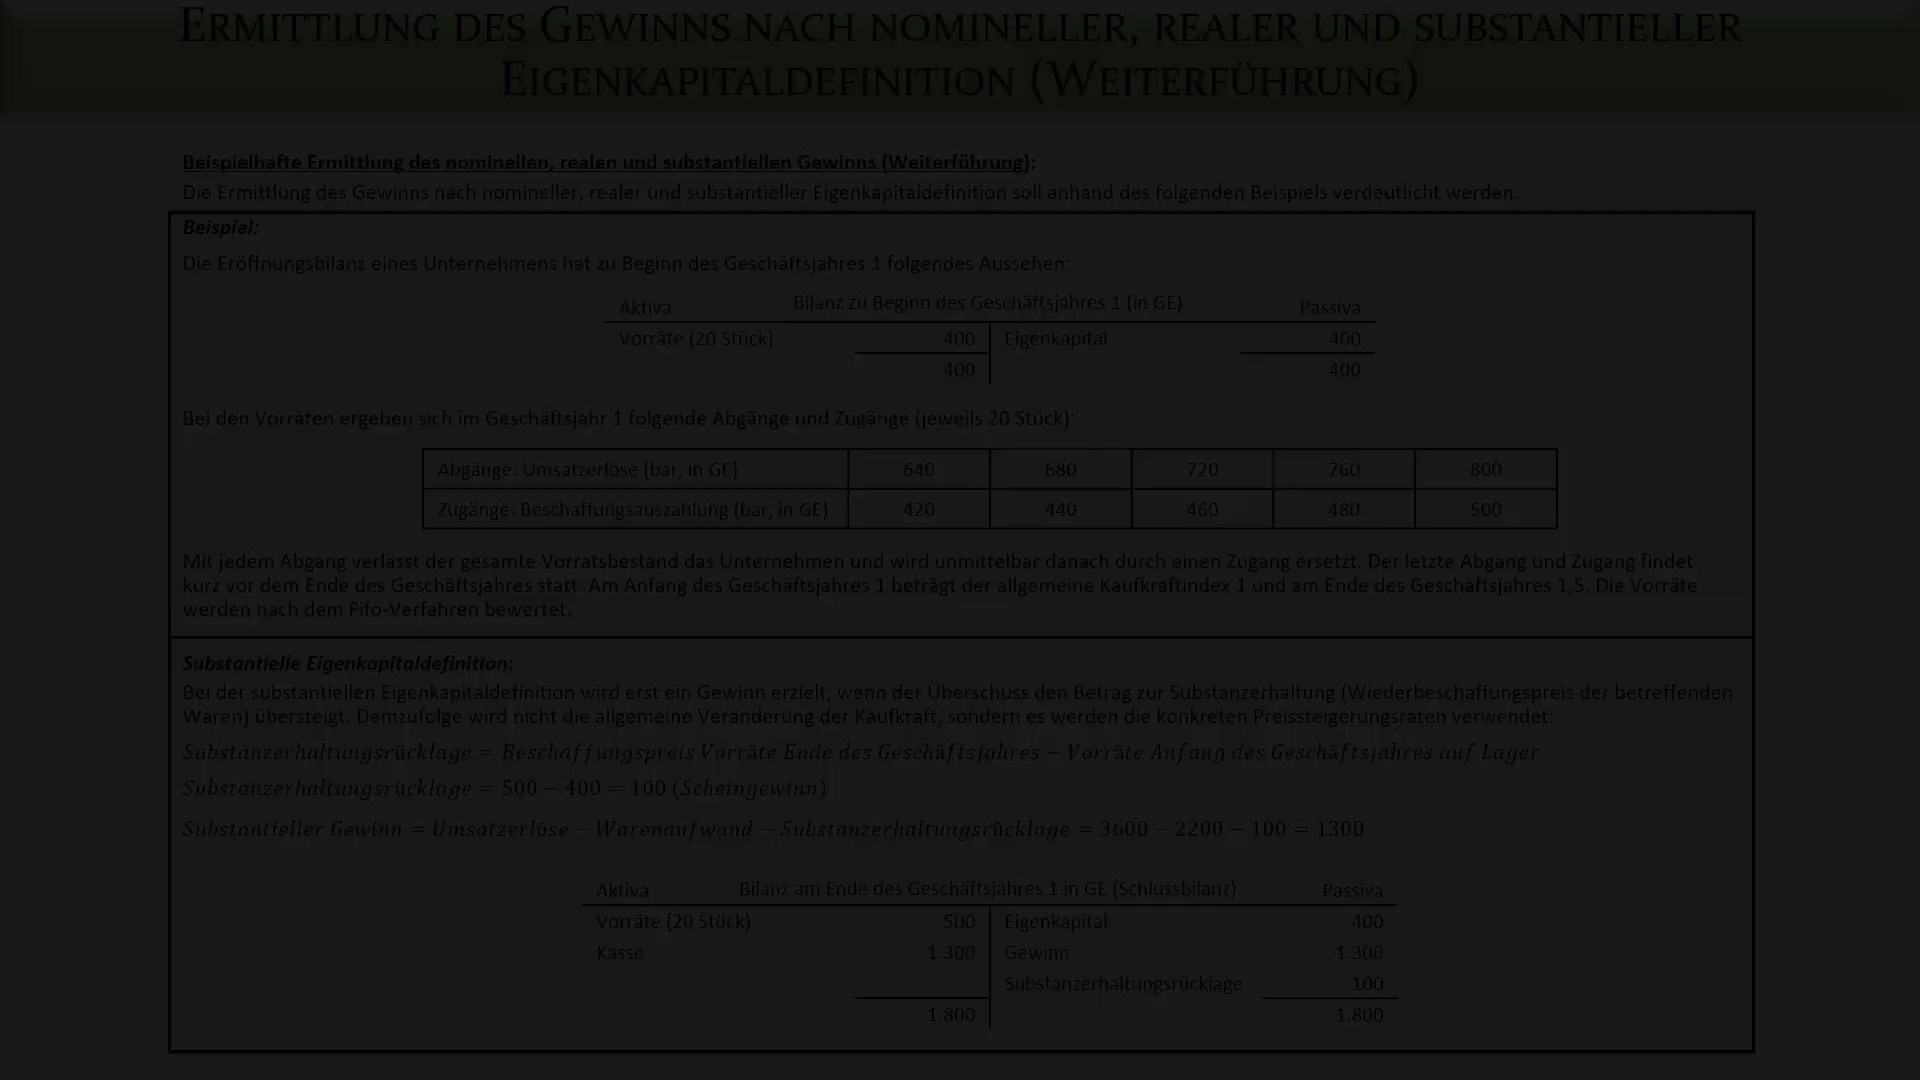 ERMITTLUNG DES GEWINNS NACH NOMINELLER, REALER UND SUBSTANTIELLER
EIGENKAPITALDEFINITION (WEITERFÜHRUNG)
Beispielhafte Ermittlung des nominellen, realen und substantiellen Gewinns (Weiterführung):
Die Ermittlung des Gewinns nach nomineller, realer und substantieller Eigenkapitaldefinition soll anhand des folgenden Beispiels verdeutlicht werden:
Beispiel:
Die Eröffnungsbilanz eines Unternehmens hat zu Beginn des Geschäftsjahres 1 folgendes Aussehen:
Aktiva Bilanz zu Beginn des Geschäftsjahres 1 (in GE) Passiva
Vorräte (20 Stück) 400 Eigenkapital 400
400 400
Bei den Vorräten ergeben sich im Geschäftsjahr 1 folgende Abgänge und Zugänge (jeweils 20 Stück):
Abgänge: Umsatzerlöse (bar, in GE) 640 680 720 760 800
Zugänge: Beschaffungsauszahlung (bar, in GE) 420 440 460 480 500
Mit jedem Abgang verlässt der gesamte Vorratsbestand das Unternehmen und wird unmittelbar danach durch einen Zugang ersetzt. Der letzte Abgang und Zugang findet
kurz vor dem Ende des Geschäftsjahres statt. Am Anfang des Geschäftsjahres 1 beträgt der allgemeine Kaufkraftindex 1 und am Ende des Geschäftsjahres 1,5. Die Vorräte
werden nach dem Fifo-Verfahren bewertet.
Substantielle Eigenkapitaldefinition:
Bei der substantiellen Eigenkapitaldefinition wird erst ein Gewinn erzielt, wenn der Überschuss den Betrag zur Substanzerhaltung (Wiederbeschaffungspreis der betreffenden
Waren) übersteigt. Demzufolge wird nicht die allgemeine Veränderung der Kaufkraft, sondern es werden die konkreten Preissteigerungsraten verwendet:
Substanzerhaltungsrücklage = Beschaffungspreis Vorräte Ende des Geschäftsjahres − Vorräte Anfang des Geschäftsjahres auf Lager
Substanzerhaltungsrücklage = 500 − 400 = 100 (Scheingewinn)
Substantieller Gewinn = Umsatzerlöse − Warenaufwand − Substanzerhaltungsrücklage = 3600 − 2200 − 100 = 1300
Aktiva Bilanz am Ende des Geschäftsjahres 1 in GE (Schlussbilanz) Passiva
Vorräte (20 Stück) 500 Eigenkapital 400
Kasse 1.300 Gewinn 1.300
Substanzerhaltungsrücklage 100
1.800 1.800